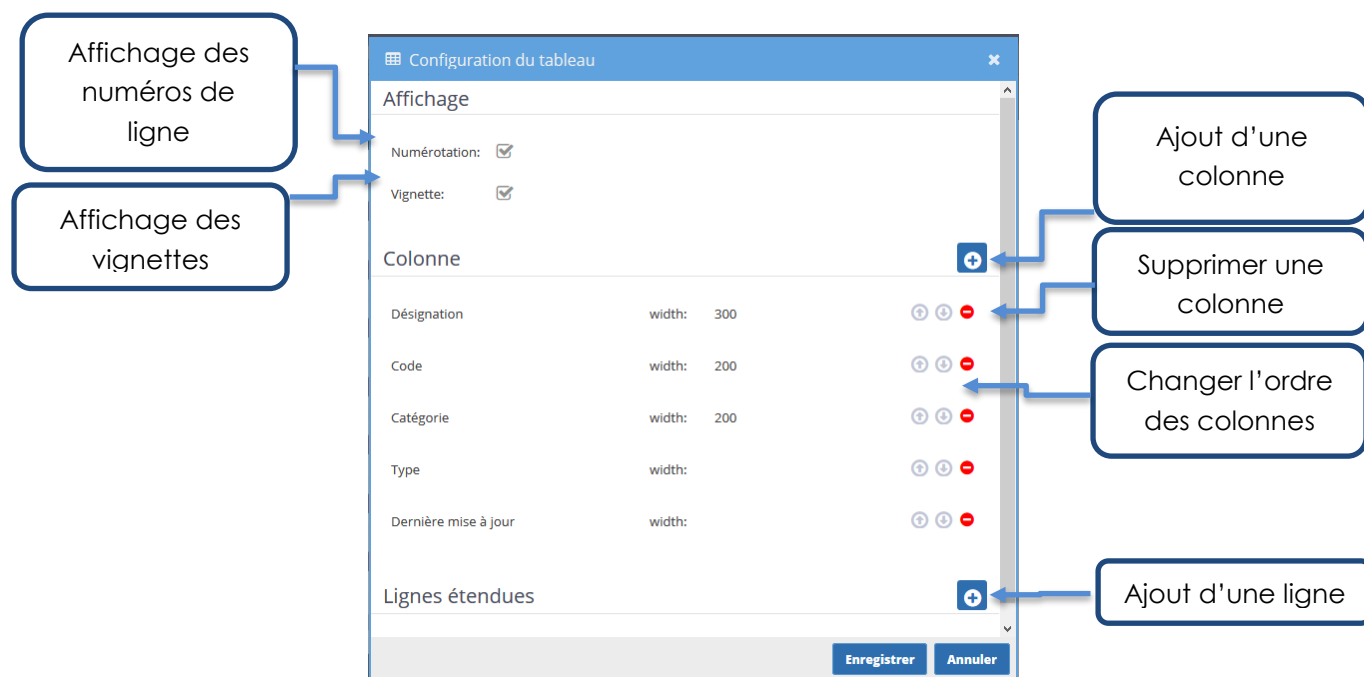 Affichage des
numéros de
ligne
Affichage des
vignettes
Configuration du tableau
Affichage
Numérotation:
Vignette:
Colonne
Désignation width: 300
Code width: 200
Catégorie width: 200
Type width:
Dernière mise à jour width:
Lignes étendues
Enregistrer Annuler
Ajout d’une
colonne
Supprimer une
colonne
Changer l’ordre
des colonnes
Ajout d’une ligne